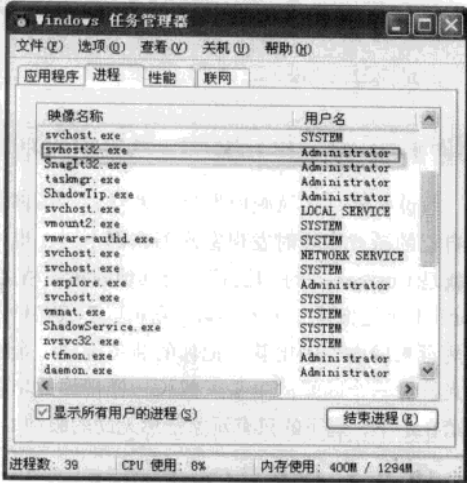 Windows 任务管理器
文件(F) 选项(O) 查看(V) 关机(U) 帮助(H)
应用程序 进程 性能 联网
映像名称 用户名
svchost.exe SYSTEM
svhost32.exe Administrator
SnagIt32.exe Administrator
taskmgr.exe Administrator
ShadowTip.exe Administrator
svchost.exe LOCAL SERVICE
vmount2.exe SYSTEM
vmware-authd.exe SYSTEM
svchost.exe NETWORK SERVICE
svchost.exe SYSTEM
iexplore.exe Administrator
svchost.exe SYSTEM
vmnat.exe SYSTEM
ShadowService.exe SYSTEM
nvsvc32.exe SYSTEM
ctfmon.exe Administrator
daemon.exe Administrator
显示所有用户的进程(S) 结束进程(E)
进程数: 39 CPU 使用: 8% 内存使用: 400M / 1294M